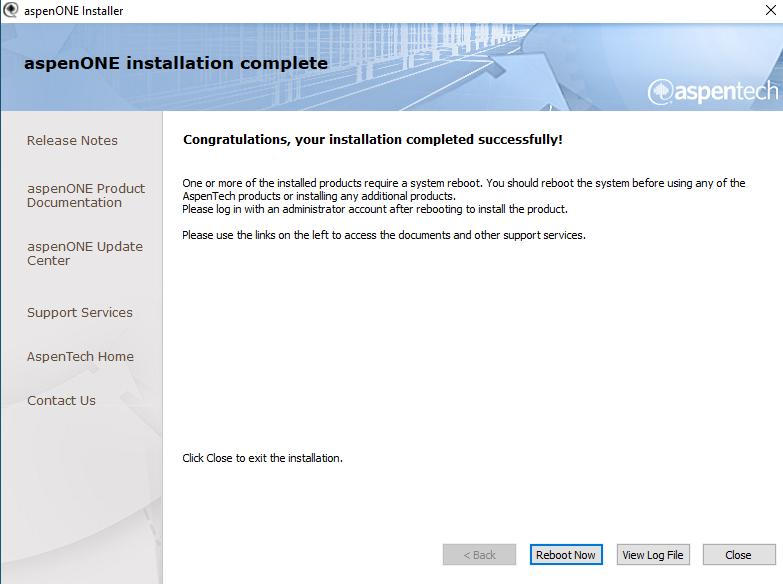 aspenONE Installer
aspenONE installation complete
aspentech
Release Notes
aspenONE Product
Documentation
aspenONE Update
Center
Support Services
AspenTech Home
Contact Us
Congratulations, your installation completed successfully!
One or more of the installed products require a system reboot. You should reboot the system before using any of the
AspenTech products or installing any additional products.
Please log in with an administrator account after rebooting to install the product.
Please use the links on the left to access the documents and other support services.
Click Close to exit the installation.
< Back
Reboot Now
View Log File
Close